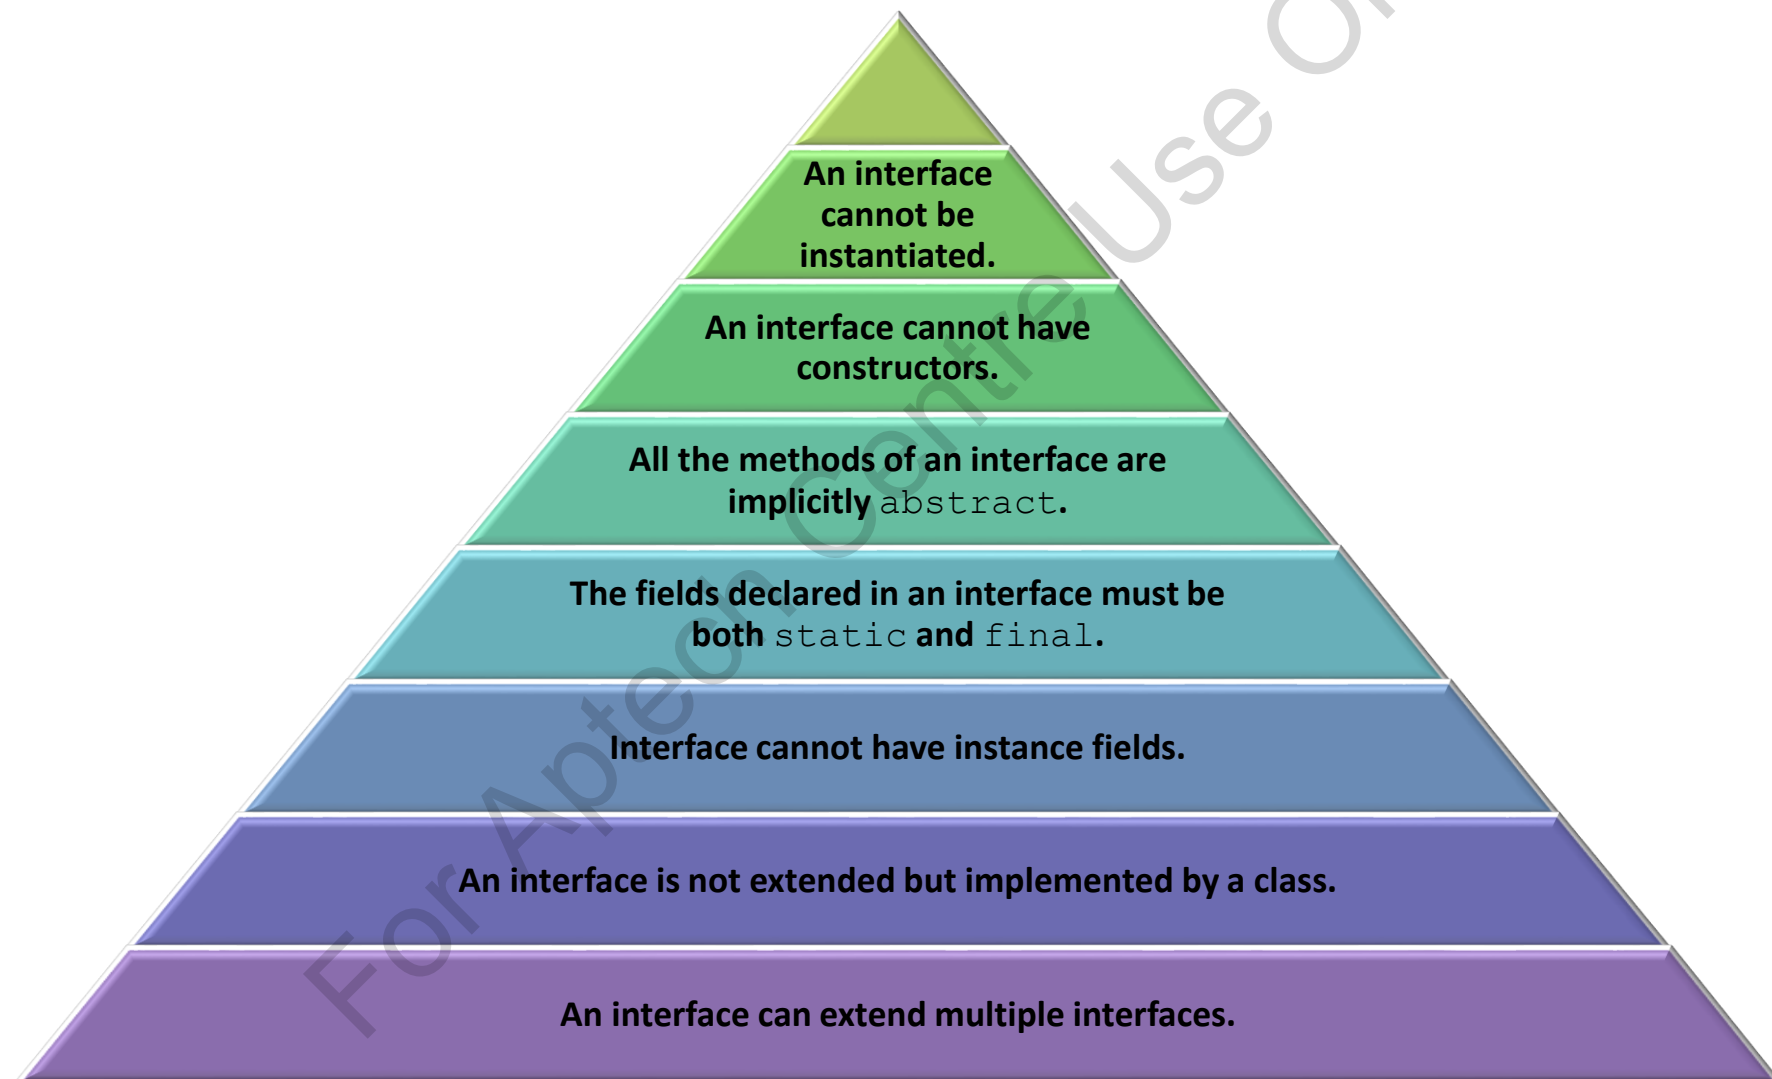 An interface
cannot be
instantiated.
An interface cannot have
constructors.
All the methods of an interface are
implicitly abstract.
The fields declared in an interface must be
both static and final.
Interface cannot have instance fields.
An interface is not extended but implemented by a class.
An interface can extend multiple interfaces.
For Aptech Centre Use